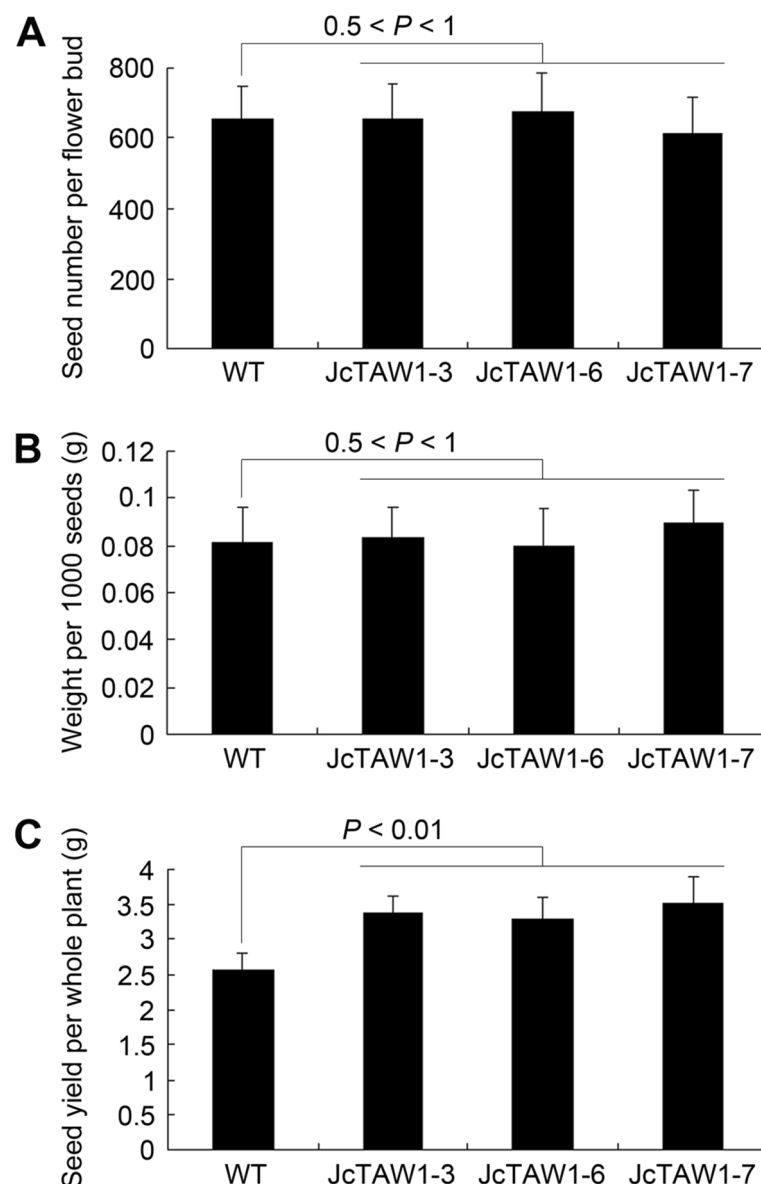 A
0.5 < P < 1
Seed number per flower bud
800
600
400
200
0
WT JcTAW1-3 JcTAW1-6 JcTAW1-7
B
0.5 < P < 1
Weight per 1000 seeds (g)
0.12
0.1
0.08
0.06
0.04
0.02
0
WT JcTAW1-3 JcTAW1-6 JcTAW1-7
C
P < 0.01
Seed yield per whole plant (g)
4
3.5
3
2.5
2
1.5
1
0.5
0
WT JcTAW1-3 JcTAW1-6 JcTAW1-7